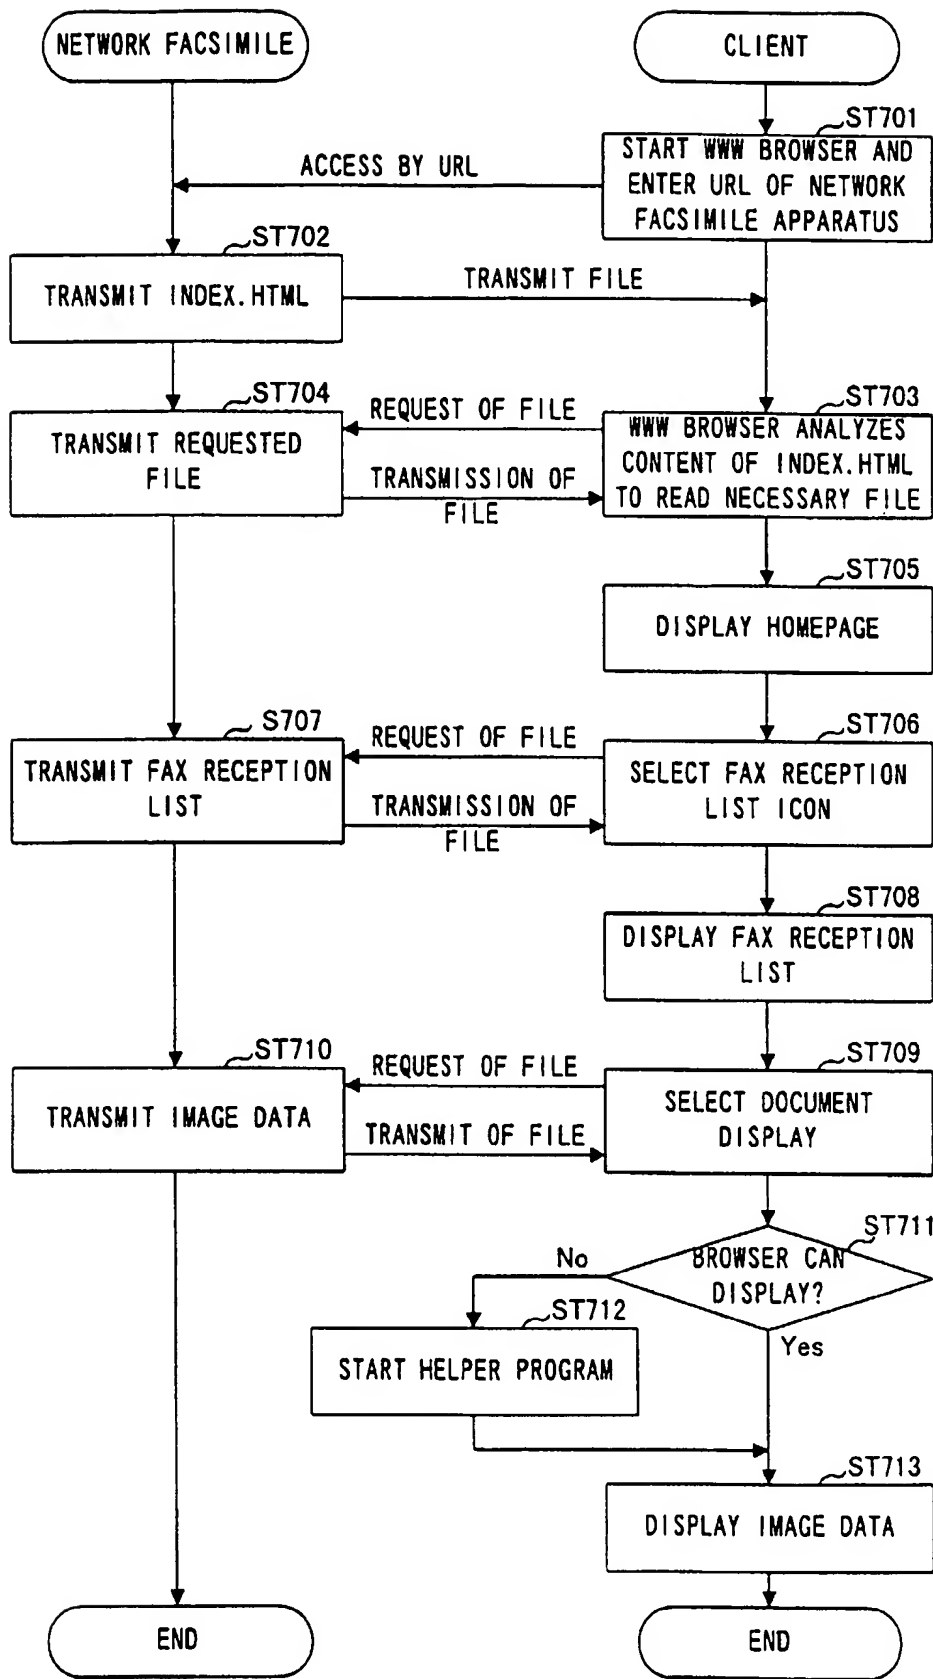 NETWORK FACSIMILE
CLIENT
ST701
START WWW BROWSER AND
ENTER URL OF NETWORK
FACSIMILE APPARATUS
ACCESS BY URL
ST702
TRANSMIT INDEX.HTML
TRANSMIT FILE
ST704
TRANSMIT REQUESTED
FILE
REQUEST OF FILE
TRANSMISSION OF
FILE
ST703
WWW BROWSER ANALYZES
CONTENT OF INDEX.HTML
TO READ NECESSARY FILE
ST705
DISPLAY HOMEPAGE
S707
TRANSMIT FAX RECEPTION
LIST
REQUEST OF FILE
TRANSMISSION OF
FILE
ST706
SELECT FAX RECEPTION
LIST ICON
ST708
DISPLAY FAX RECEPTION
LIST
ST710
TRANSMIT IMAGE DATA
REQUEST OF FILE
TRANSMIT OF FILE
ST709
SELECT DOCUMENT
DISPLAY
ST711
BROWSER CAN
DISPLAY?
No
Yes
ST712
START HELPER PROGRAM
ST713
DISPLAY IMAGE DATA
END
END